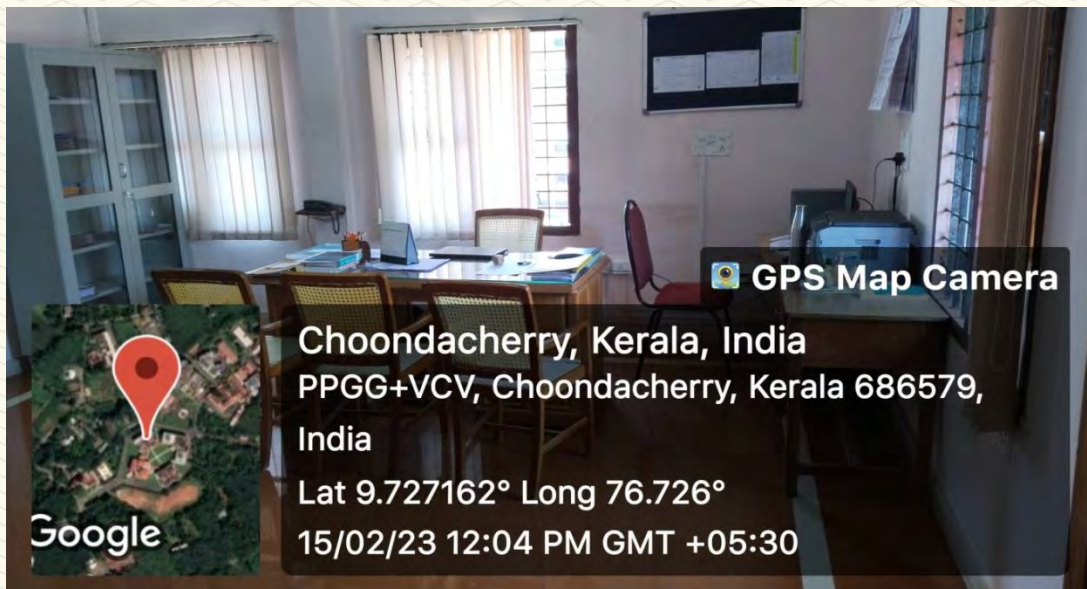 GPS Map Camera
Choondacherry, Kerala, India
PPGG+VCV, Choondacherry, Kerala 686579,
India
Lat 9.727162° Long 76.726°
15/02/23 12:04 PM GMT +05:30
Google